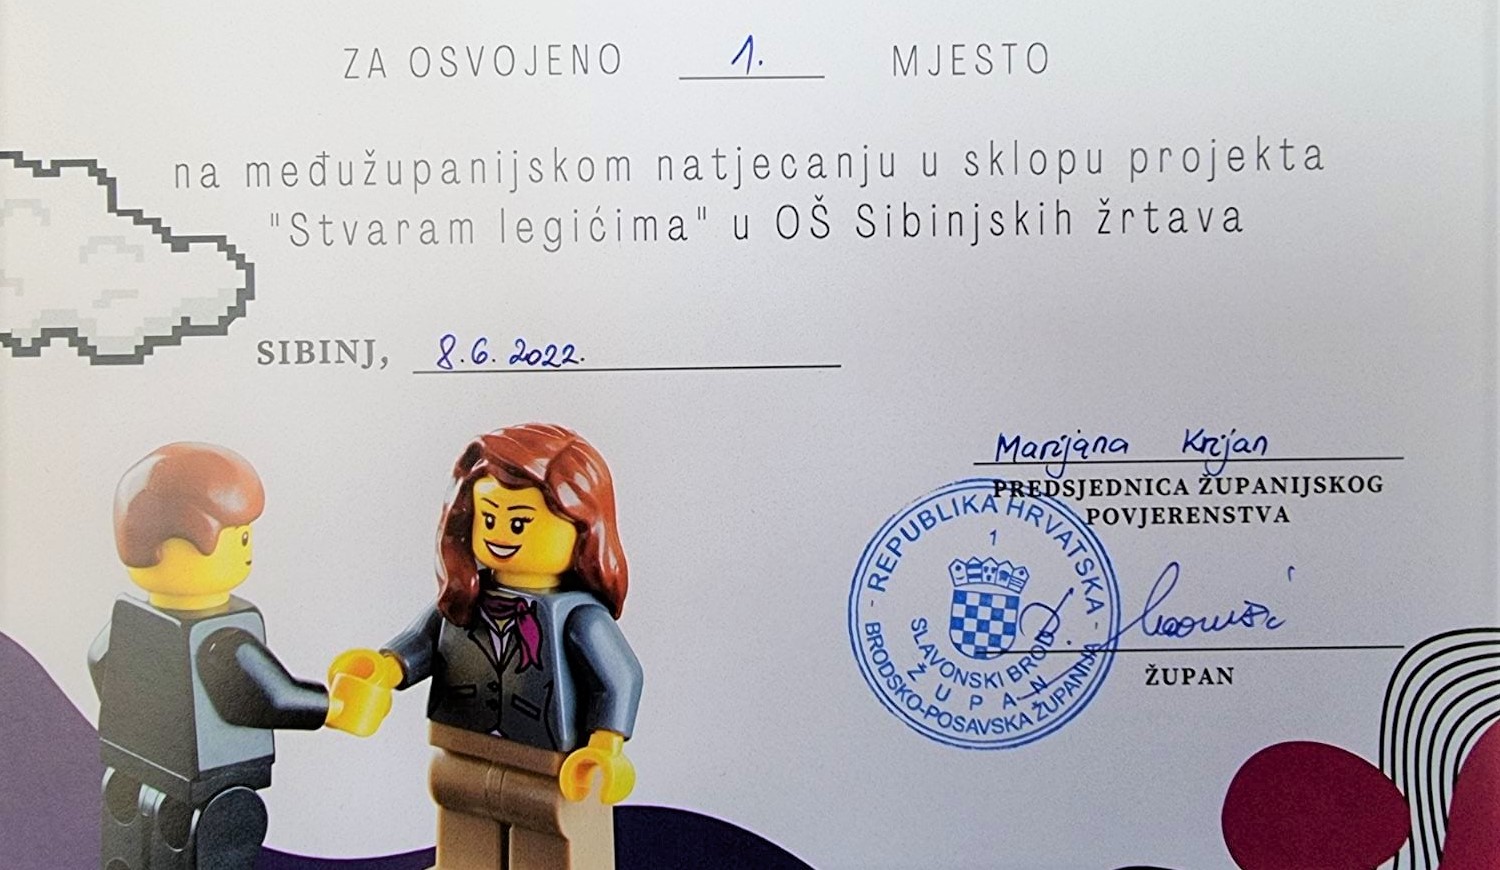 ZA OSVOJENO 1. MJESTO
na međužupanijskom natjecanju u sklopu projekta
"Stvaram legićima" u OŠ Sibinjskih žrtava
SIBINJ, 8.6.2022.
Marijana Krijan
PREDSJEDNICA ŽUPANIJSKOG
POVJERENSTVA
REPUBLIKA HRVATSKA
1
SLAVONSKI BROD
ŽUPAN
BRODSKO-POSAVSKA ŽUPANIJA
ŽUPAN